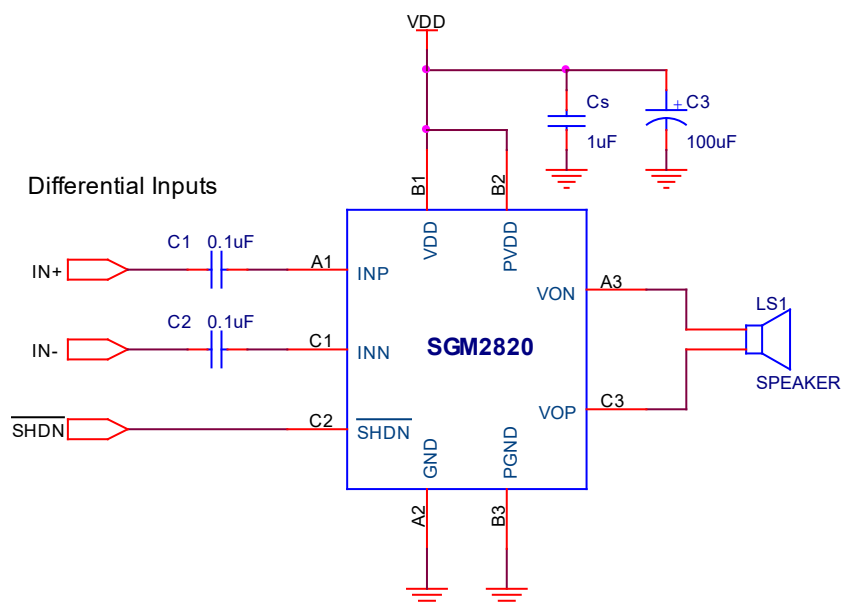 VDD
Cs
1uF
+ C3
100uF
Differential Inputs
B1
B2
C1 0.1uF
IN+
A1
INP
VDD
PVDD
VON
A3
LS1
C2 0.1uF
IN-
C1
INN
SGM2820
SPEAKER
SHDN
C2
SHDN
GND
PGND
VOP
C3
A2
B3